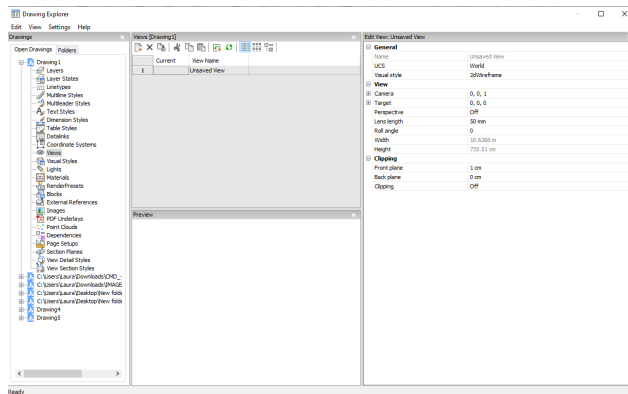 Drawing Explorer
Edit View Settings Help
Drawings
Open Drawings Folders
Drawing1
Layers
Layer States
Linetypes
Multiline Styles
Multileader Styles
Text Styles
Dimension Styles
Table Styles
Datalinks
Coordinate Systems
Views
Visual Styles
Lights
Materials
RenderPresets
Blocks
External References
Images
PDF Underlays
Point Clouds
Dependencies
Page Setups
Section Planes
View Detail Styles
View Section Styles
C:\Users\Laura\Downloads\CMD_-
C:\Users\Laura\Downloads\IMAGE
C:\Users\Laura\Desktop\New folde
C:\Users\Laura\Desktop\New folde
Drawing4
Drawing5
Views [Drawing1]
Current View Name
1 Unsaved View
Preview
Edit View: Unsaved View
General
Name Unsaved View
UCS World
Visual style 2dWireframe
View
Camera 0, 0, 1
Target 0, 0, 0
Perspective Off
Lens length 50 mm
Roll angle 0
Width 10.6266 m
Height 735.51 cm
Clipping
Front plane 1 cm
Back plane 0 cm
Clipping Off
Ready